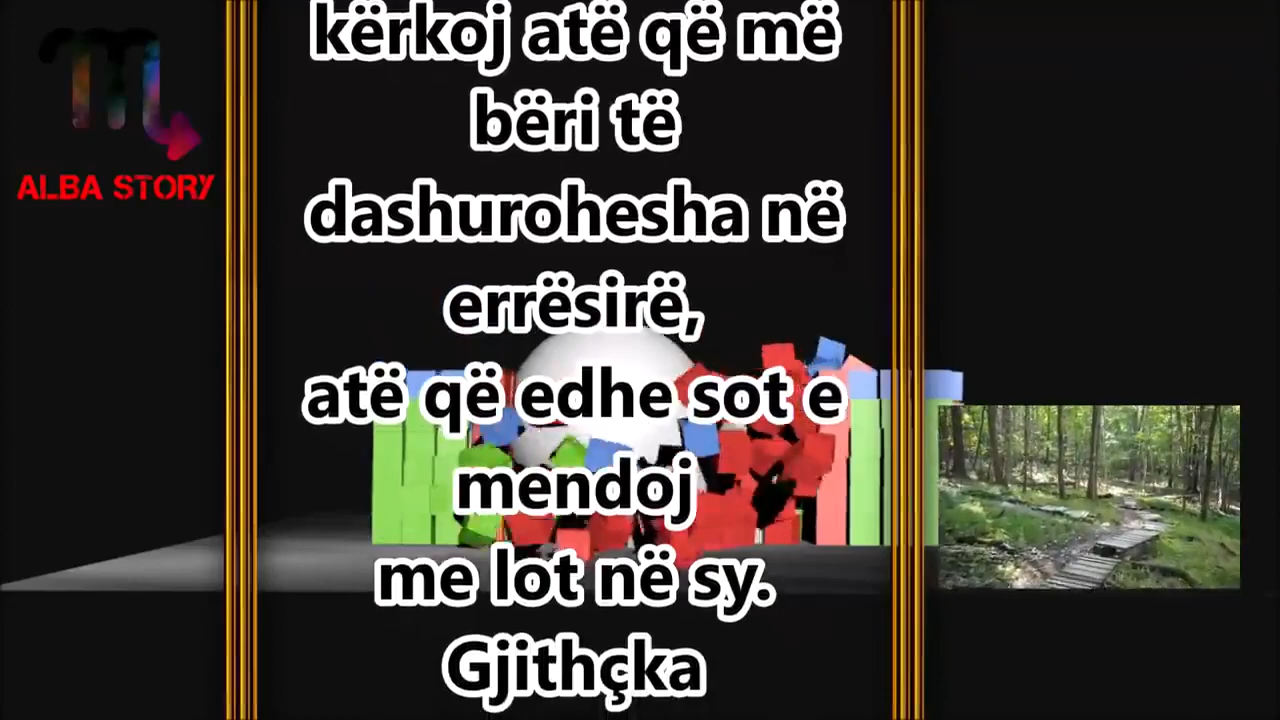 kërkoj atë që më
bëri të
dashurohesha në
errësirë,
atë që edhe sot e
mendoj
me lot në sy.
Gjithçka
ALBA STORY